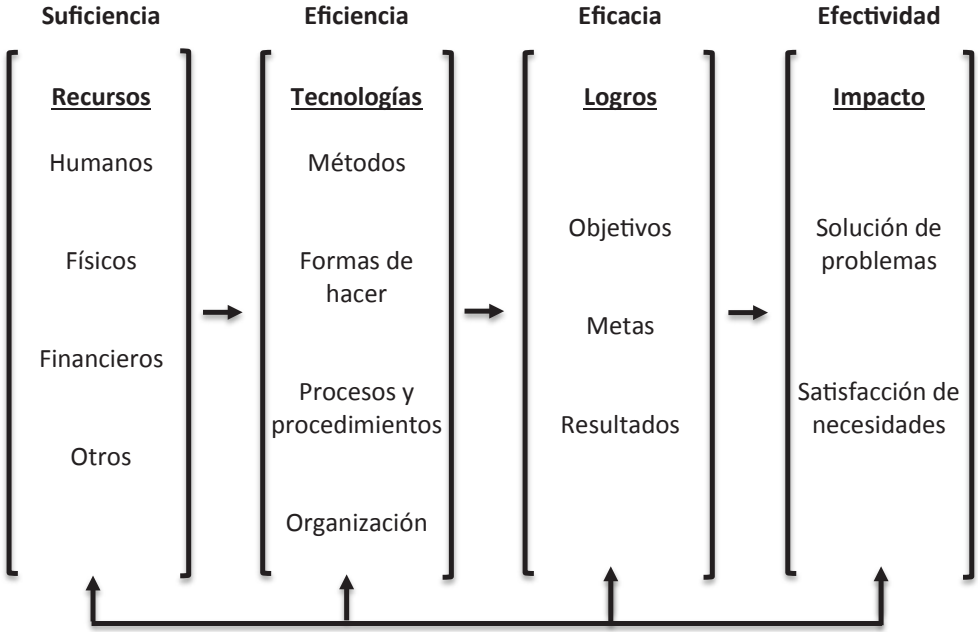 Suficiencia
Recursos
Humanos
Físicos
Financieros
Otros
Eficiencia
Tecnologías
Métodos
Formas de
hacer
Procesos y
procedimientos
Organización
Eficacia
Logros
Objetivos
Metas
Resultados
Efectividad
Impacto
Solución de
problemas
Satisfacción de
necesidades